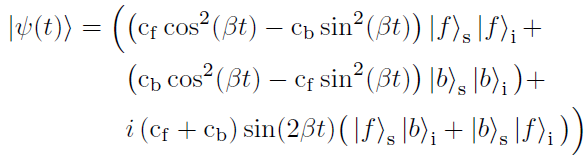 |ψ(t)⟩ = ((c_f cos²(βt) − c_b sin²(βt)) |f⟩_s |f⟩_i +
(c_b cos²(βt) − c_f sin²(βt)) |b⟩_s |b⟩_i) +
i (c_f + c_b) sin(2βt)(|f⟩_s |b⟩_i + |b⟩_s |f⟩_i))